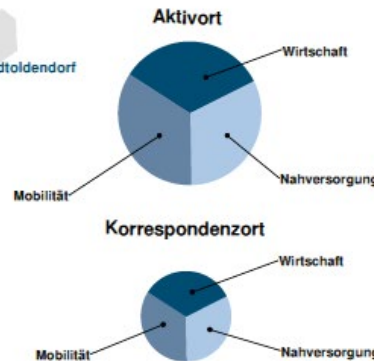 Aktivort
Wirtschaft
dtoldendorf
Mobilität
Nahversorgung
Korrespondenzort
Wirtschaft
Mobilität
Nahversorgung